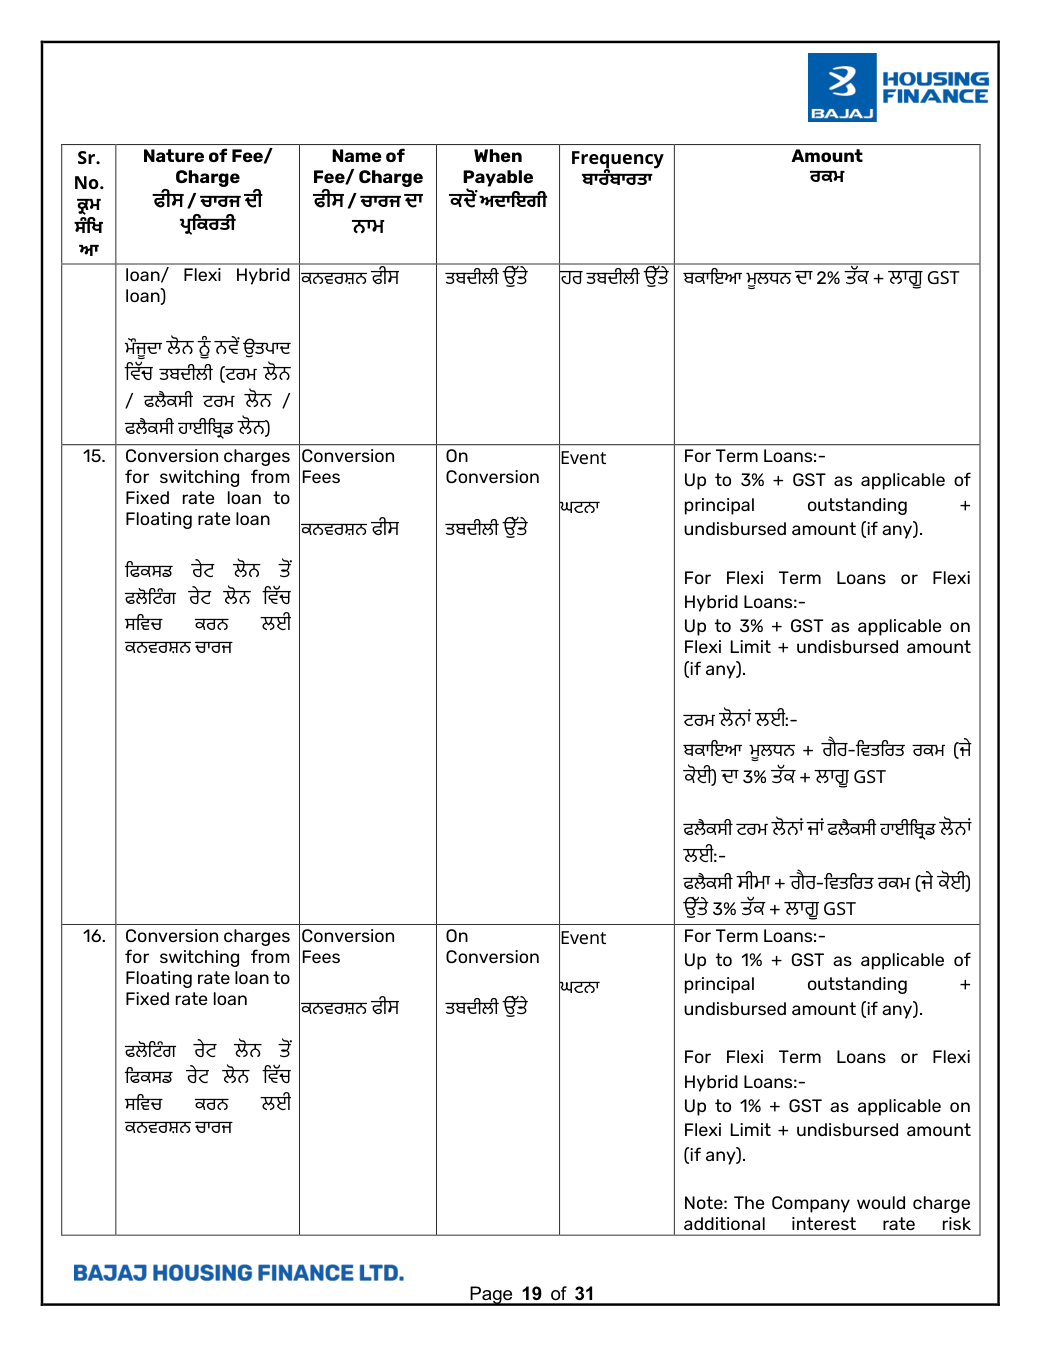 BAJAJ
HOUSING
FINANCE
Sr.
No.
ਕ੍ਰਮ
ਸੰਖਿ
ਆ
Nature of Fee/
Charge
ਫੀਸ / ਚਾਰਜ ਦੀ
ਪ੍ਰਕਿਰਤੀ
Name of
Fee/ Charge
ਫੀਸ / ਚਾਰਜ ਦਾ
ਨਾਮ
When
Payable
ਕਦੋਂ ਅਦਾਇਗੀ
Frequency
ਬਾਰੰਬਾਰਤਾ
Amount
ਰਕਮ
loan/ Flexi Hybrid
loan)
ਮੌਜੂਦਾ ਲੋਨ ਨੂੰ ਨਵੇਂ ਉਤਪਾਦ
ਵਿੱਚ ਤਬਦੀਲੀ (ਟਰਮ ਲੋਨ
/ ਫਲੈਕਸੀ ਟਰਮ ਲੋਨ /
ਫਲੈਕਸੀ ਹਾਈਬ੍ਰਿਡ ਲੋਨ)
ਕਨਵਰਸ਼ਨ ਫੀਸ
ਤਬਦੀਲੀ ਉੱਤੇ
ਹਰ ਤਬਦੀਲੀ ਉੱਤੇ
ਬਕਾਇਆ ਮੂਲਧਨ ਦਾ 2% ਤੱਕ + ਲਾਗੂ GST
15.
Conversion charges
for switching from
Fixed rate loan to
Floating rate loan
ਫਿਕਸਡ ਰੇਟ ਲੋਨ ਤੋਂ
ਫਲੋਟਿੰਗ ਰੇਟ ਲੋਨ ਵਿੱਚ
ਸਵਿਚ ਕਰਨ ਲਈ
ਕਨਵਰਸ਼ਨ ਚਾਰਜ
Conversion
Fees
ਕਨਵਰਸ਼ਨ ਫੀਸ
On
Conversion
ਤਬਦੀਲੀ ਉੱਤੇ
Event
ਘਟਨਾ
For Term Loans:-
Up to 3% + GST as applicable of
principal outstanding +
undisbursed amount (if any).
For Flexi Term Loans or Flexi
Hybrid Loans:-
Up to 3% + GST as applicable on
Flexi Limit + undisbursed amount
(if any).
ਟਰਮ ਲੋਨਾਂ ਲਈ:-
ਬਕਾਇਆ ਮੂਲਧਨ + ਗੈਰ-ਵਿਤਰਿਤ ਰਕਮ (ਜੇ
ਕੋਈ) ਦਾ 3% ਤੱਕ + ਲਾਗੂ GST
ਫਲੈਕਸੀ ਟਰਮ ਲੋਨਾਂ ਜਾਂ ਫਲੈਕਸੀ ਹਾਈਬ੍ਰਿਡ ਲੋਨਾਂ
ਲਈ:-
ਫਲੈਕਸੀ ਸੀਮਾ + ਗੈਰ-ਵਿਤਰਿਤ ਰਕਮ (ਜੇ ਕੋਈ)
ਉੱਤੇ 3% ਤੱਕ + ਲਾਗੂ GST
16.
Conversion charges
for switching from
Floating rate loan to
Fixed rate loan
ਫਲੋਟਿੰਗ ਰੇਟ ਲੋਨ ਤੋਂ
ਫਿਕਸਡ ਰੇਟ ਲੋਨ ਵਿੱਚ
ਸਵਿਚ ਕਰਨ ਲਈ
ਕਨਵਰਸ਼ਨ ਚਾਰਜ
Conversion
Fees
ਕਨਵਰਸ਼ਨ ਫੀਸ
On
Conversion
ਤਬਦੀਲੀ ਉੱਤੇ
Event
ਘਟਨਾ
For Term Loans:-
Up to 1% + GST as applicable of
principal outstanding +
undisbursed amount (if any).
For Flexi Term Loans or Flexi
Hybrid Loans:-
Up to 1% + GST as applicable on
Flexi Limit + undisbursed amount
(if any).
Note: The Company would charge
additional interest rate risk
BAJAJ HOUSING FINANCE LTD.
Page 19 of 31